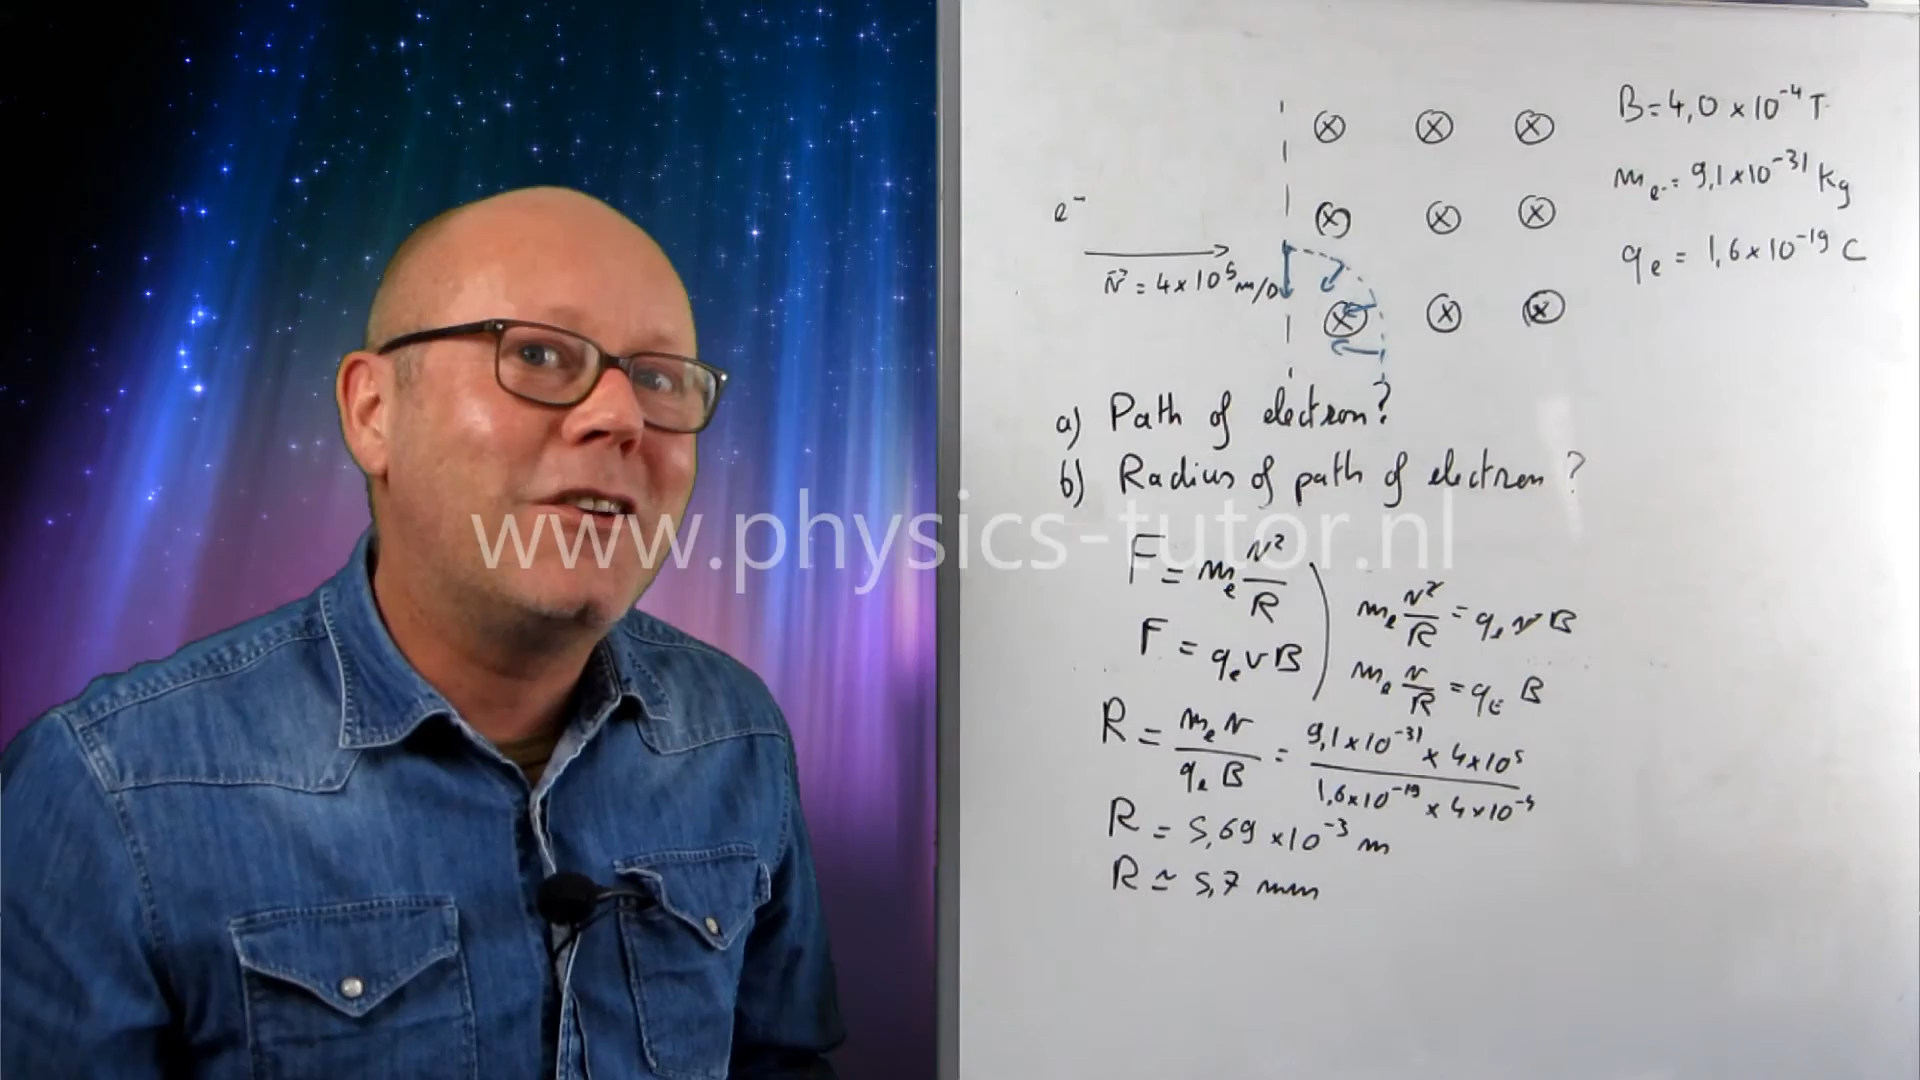 B = 4,0 × 10⁻⁴ T
mₑ₋ = 9,1 × 10⁻³¹ kg
qₑ = 1,6 × 10⁻¹⁹ C
e⁻
v⃗ = 4 × 10⁵ m/s
a) Path of electron?
b) Radius of path of electron?
www.physics-tutor.nl
F = mₑ v²/R
F = qₑ v B
mₑ v²/R = qₑ v B
mₑ v/R = qₑ B
R = mₑ v / qₑ B = 9,1 × 10⁻³¹ × 4 × 10⁵ / 1,6 × 10⁻¹⁹ × 4 × 10⁻⁴
R = 5,69 × 10⁻³ m
R ≃ 5,7 mm